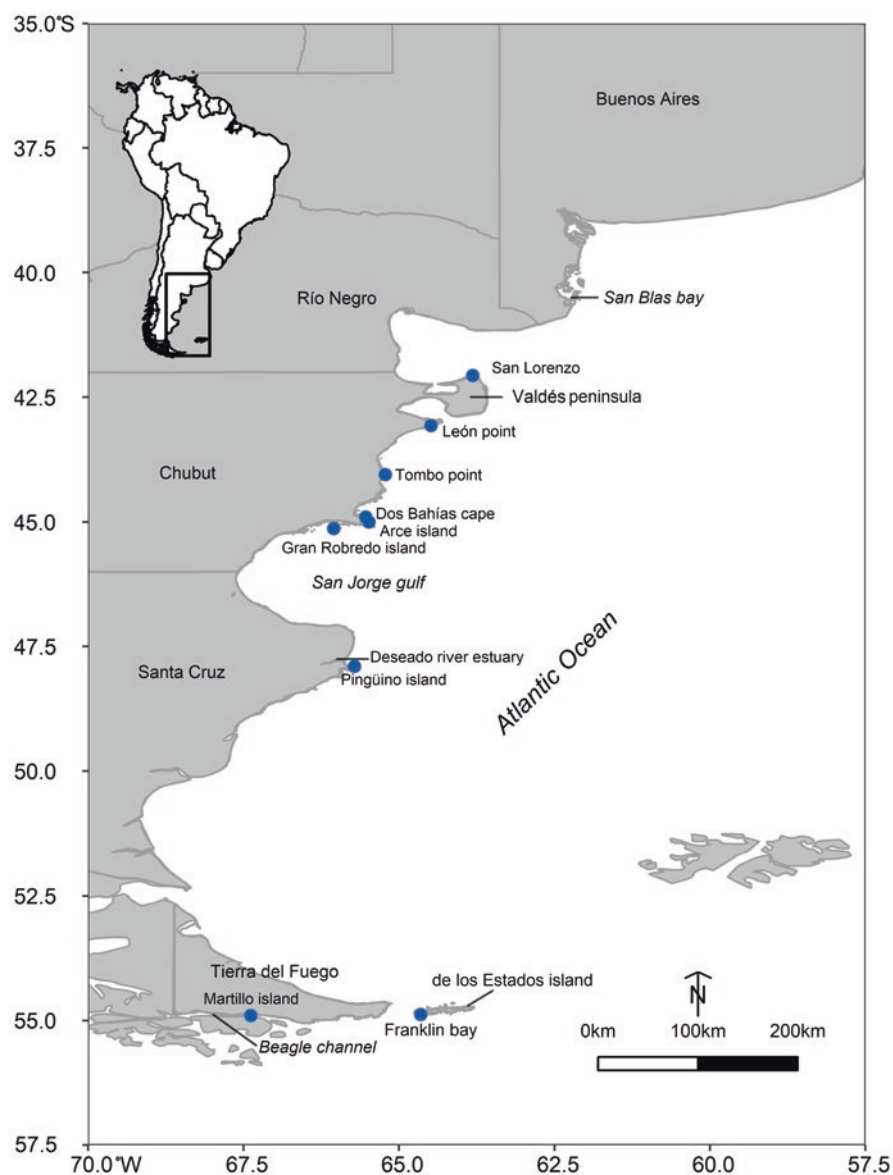 35.0°S
Buenos Aires
37.5
40.0
Río Negro
San Blas bay
San Lorenzo
42.5
Valdés peninsula
León point
Chubut
Tombo point
Dos Bahías cape
45.0
Arce island
Gran Robredo island
San Jorge gulf
47.5
Deseado river estuary
Santa Cruz
Pingüino island
Atlantic Ocean
50.0
52.5
Tierra del Fuego
de los Estados island
Martillo island
N
55.0
Franklin bay
0km 100km 200km
Beagle channel
57.5
70.0°W 67.5 65.0 62.5 60.0 57.5